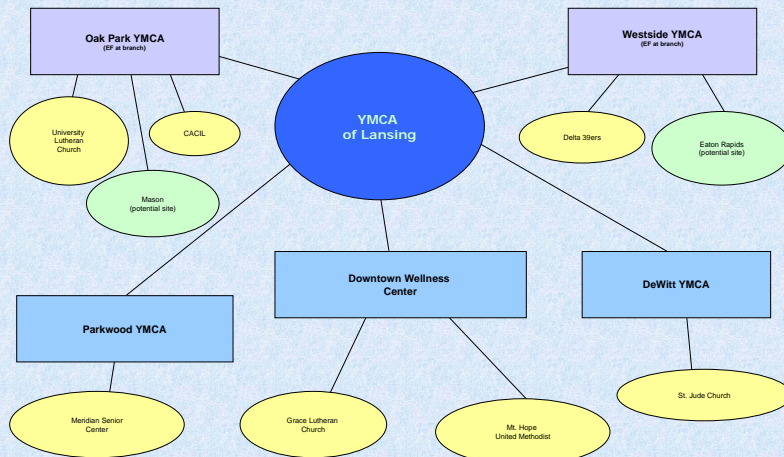 Oak Park YMCA
(EF at branch)
Westside YMCA
(EF at branch)
YMCA
of Lansing
University
Lutheran
Church
CACIL
Delta 39ers
Eaton Rapids
(potential site)
Mason
(potential site)
Downtown Wellness
Center
DeWitt YMCA
Parkwood YMCA
Meridian Senior
Center
Grace Lutheran
Church
Mt. Hope
United Methodist
St. Jude Church